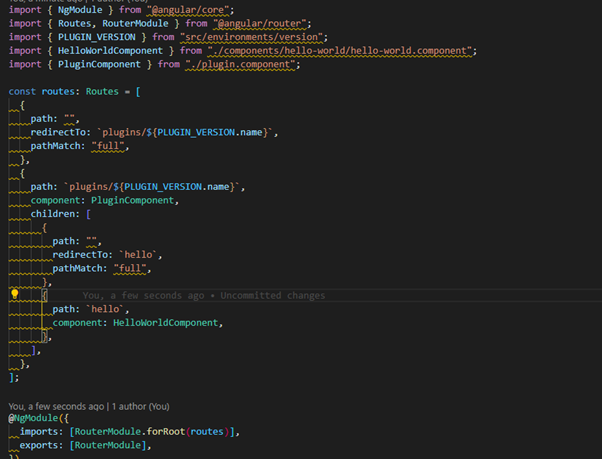 import { NgModule } from "@angular/core";
import { Routes, RouterModule } from "@angular/router";
import { PLUGIN_VERSION } from "src/environments/version";
import { HelloWorldComponent } from "./components/hello-world/hello-world.component";
import { PluginComponent } from "./plugin.component";
const routes: Routes = [
  {
    path: "",
    redirectTo: `plugins/${PLUGIN_VERSION.name}`,
    pathMatch: "full",
  },
  {
    path: `plugins/${PLUGIN_VERSION.name}`,
    component: PluginComponent,
    children: [
      {
        path: "",
        redirectTo: `hello`,
        pathMatch: "full",
      },
      {      You, a few seconds ago • Uncommitted changes
        path: `hello`,
        component: HelloWorldComponent,
      },
    ],
  },
];
You, a few seconds ago | 1 author (You)
@NgModule({
  imports: [RouterModule.forRoot(routes)],
  exports: [RouterModule],
})